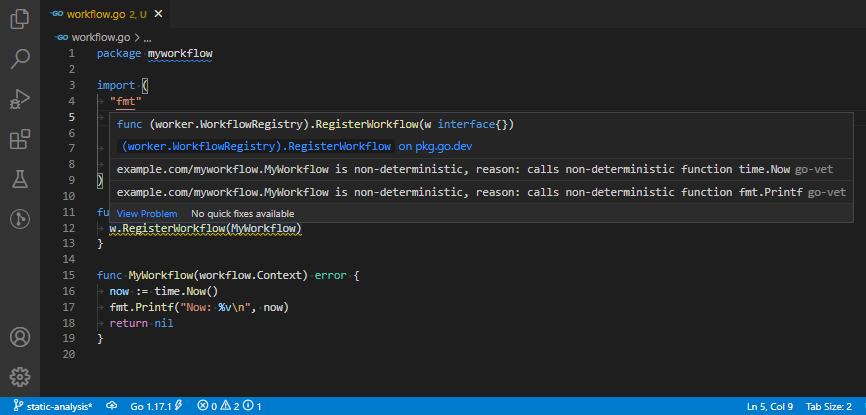 GO workflow.go 2, U ×
GO workflow.go > ...
1 package myworkflow
2
3 import (
4 "fmt"
5
func (worker.WorkflowRegistry).RegisterWorkflow(w interface{})
7
(worker.WorkflowRegistry).RegisterWorkflow on pkg.go.dev
8
example.com/myworkflow.MyWorkflow is non-deterministic, reason: calls non-deterministic function time.Now go-vet
9 )
example.com/myworkflow.MyWorkflow is non-deterministic, reason: calls non-deterministic function fmt.Printf go-vet
10
11 fu
View Problem No quick fixes available
12 w.RegisterWorkflow(MyWorkflow)
13 }
14
15 func MyWorkflow(workflow.Context) error {
16 now := time.Now()
17 fmt.Printf("Now: %v\n", now)
18 return nil
19 }
20
static-analysis* Go 1.17.1 0 2 1 Ln 5, Col 9 Tab Size: 2